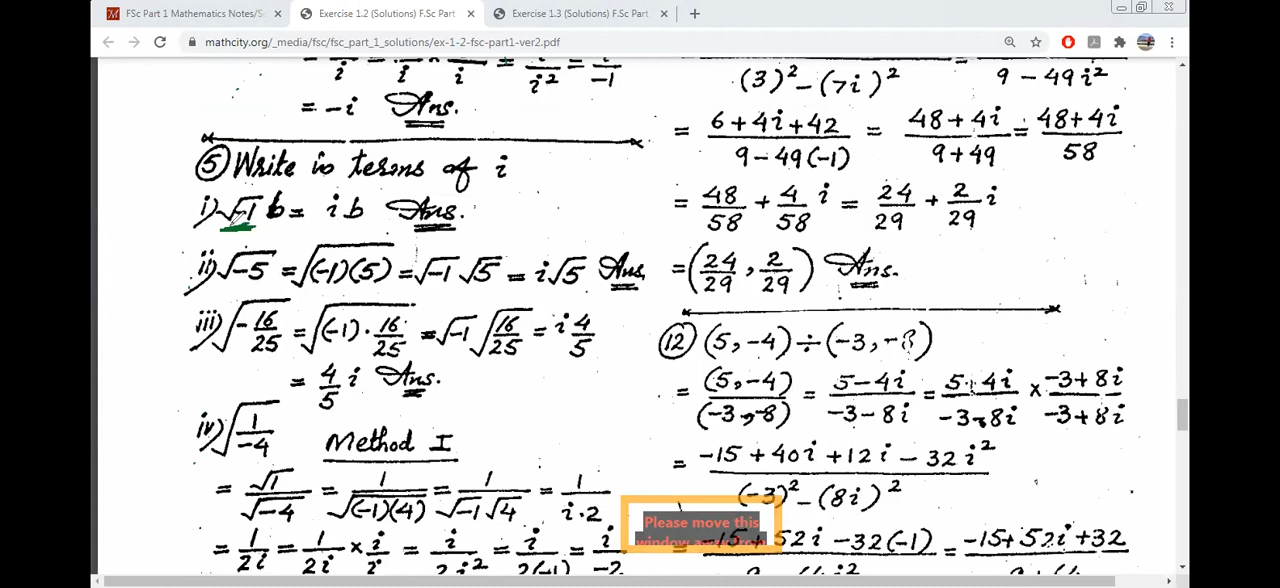 FSc Part 1 Mathematics Notes/So
Exercise 1.2 (Solutions) F.Sc Part
Exercise 1.3 (Solutions) F.Sc Part
mathcity.org/_media/fsc/fsc_part_1_solutions/ex-1-2-fsc-part1-ver2.pdf
= -i Ans.
⑤ Write in terms of i
i) √-1 b = ib Ans.
ii) √-5 = √(-1)(5) = √-1 √5 = i√5 Ans
iii) √-16/25 = √(-1)·16/25 = √-1 √16/25 = i 4/5
= 4/5 i Ans.
iv) √1/-4 Method I
= √1/√-4 = 1/√(-1)(4) = 1/√-1 √4 = 1/i·2
= 1/2i = 1/2i × i/i = i/2i² = i/2(-1) = i/-2
(3)² - (7i)² 9 - 49i²
= 6+4i+42/9-49(-1) = 48+4i/9+49 = 48+4i/58
= 48/58 + 4/58 i = 24/29 + 2/29 i
= (24/29, 2/29) Ans.
⑫ (5, -4) ÷ (-3, -8)
= (5, -4)/(-3, -8) = 5-4i/-3-8i = 5-4i/-3-8i × -3+8i/-3+8i
= -15+40i+12i-32i²/(-3)²-(8i)²
= -15+52i-32(-1) = -15+52i+32
Please move this